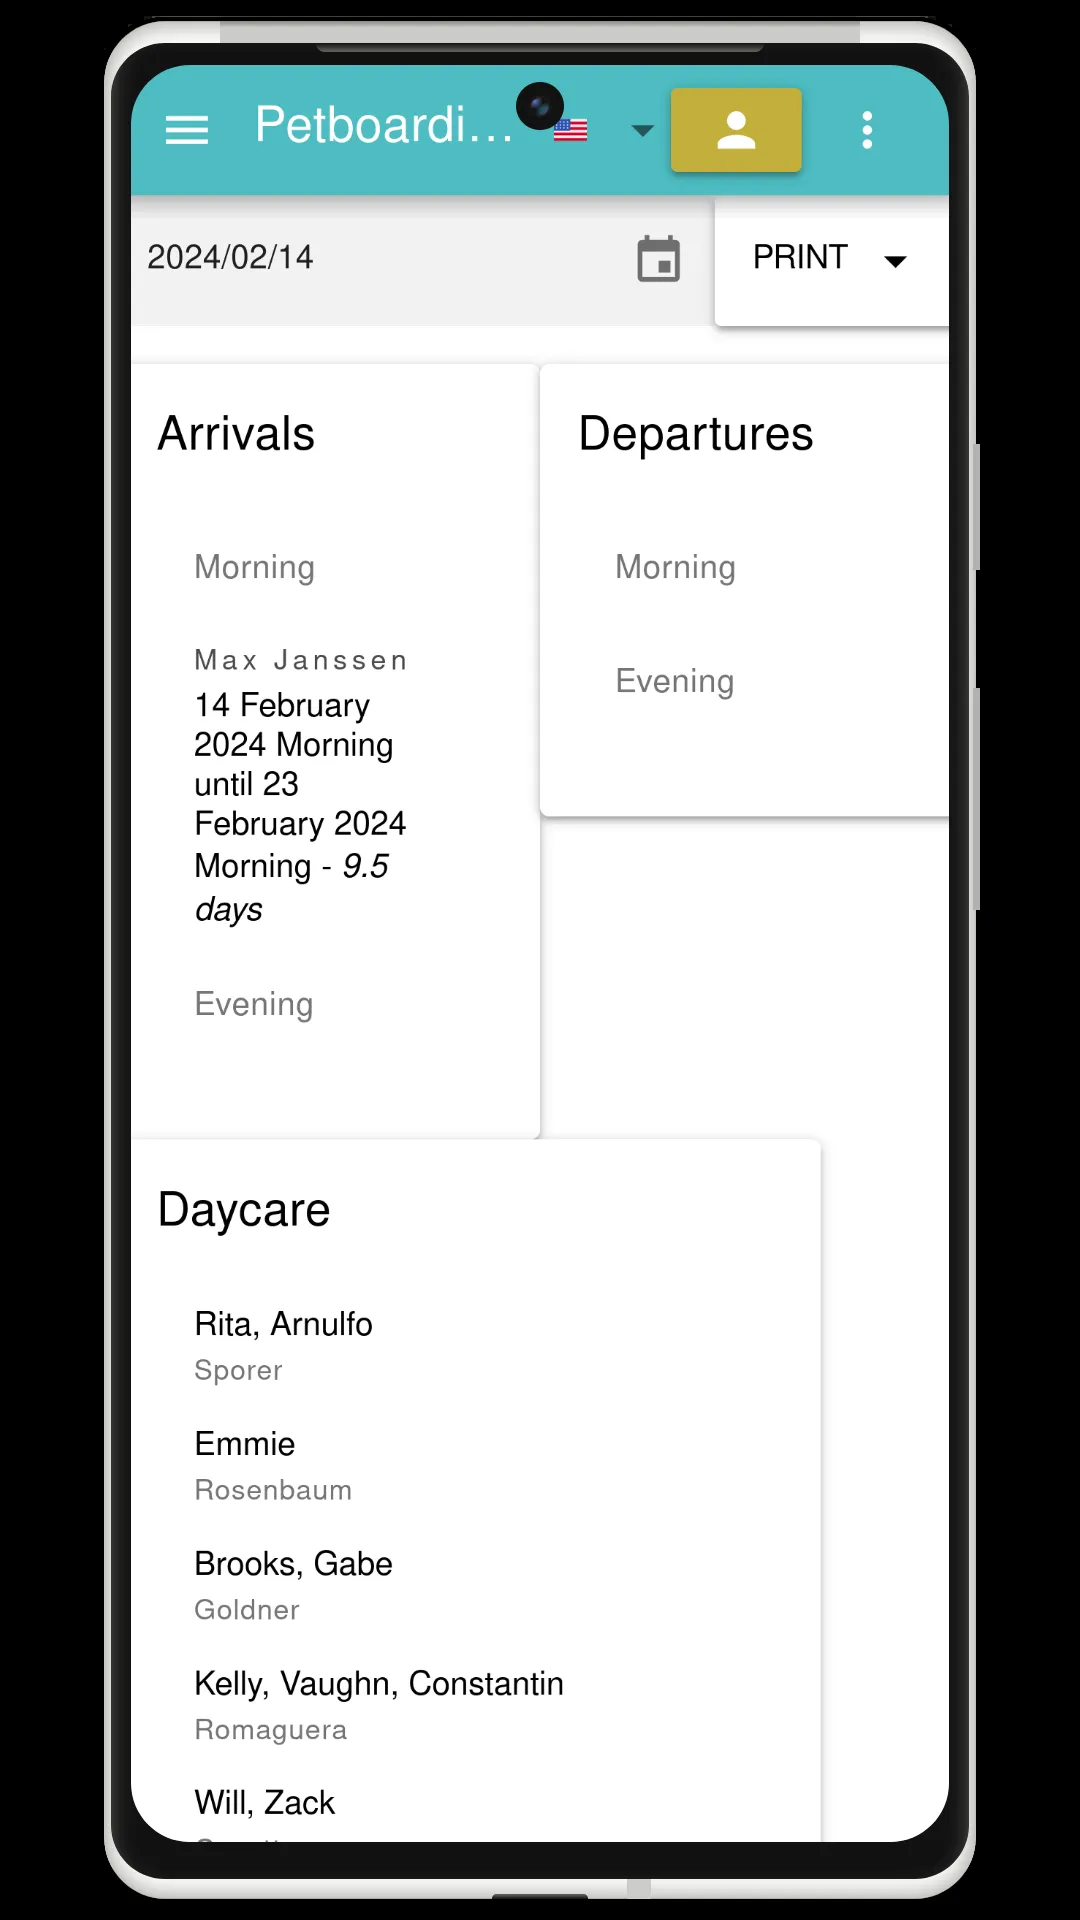 Petboardi...
2024/02/14
PRINT
Arrivals
Morning
Max Janssen
14 February
2024 Morning
until 23
February 2024
Morning - 9.5
days
Evening
Departures
Morning
Evening
Daycare
Rita, Arnulfo
Sporer
Emmie
Rosenbaum
Brooks, Gabe
Goldner
Kelly, Vaughn, Constantin
Romaguera
Will, Zack